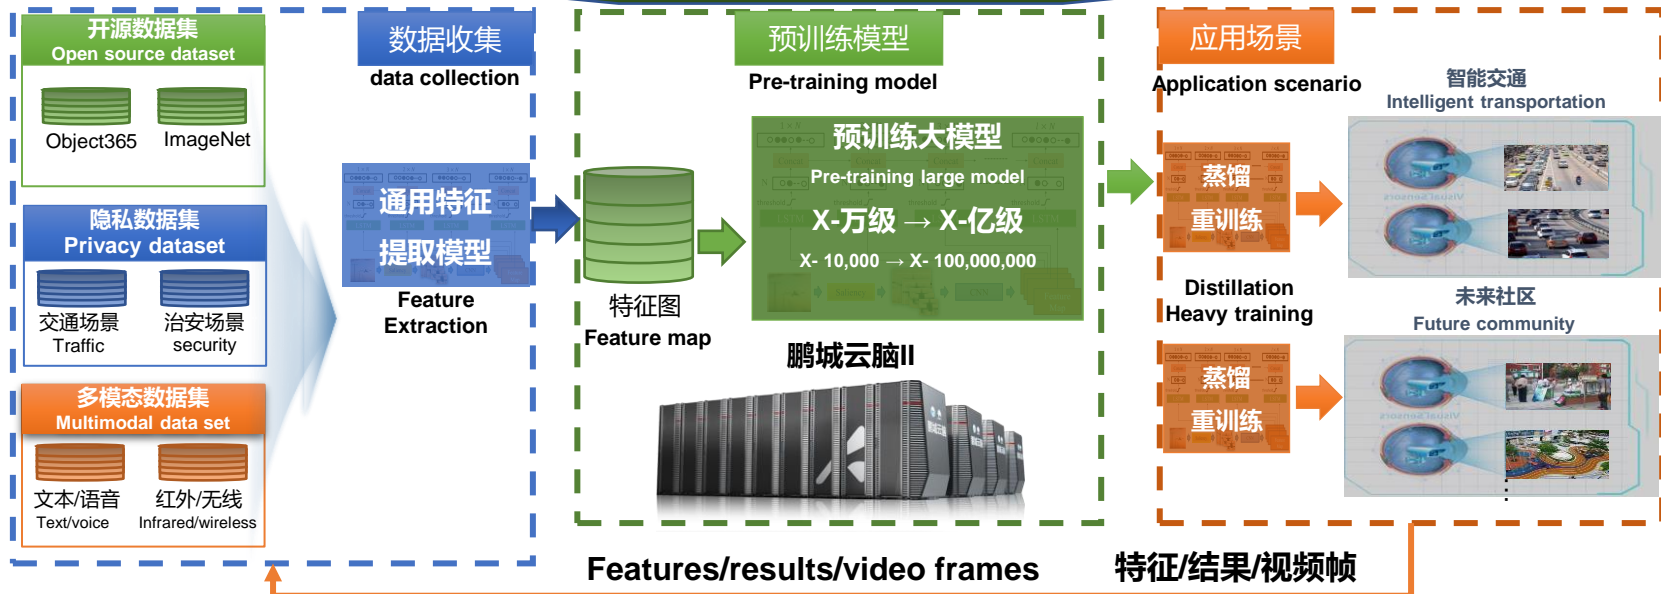 开源数据集
Open source dataset
Object365
ImageNet
隐私数据集
Privacy dataset
交通场景
Traffic
治安场景
security
多模态数据集
Multimodal data set
文本/语音
Text/voice
红外/无线
Infrared/wireless
数据收集
data collection
通用特征
提取模型
Feature
Extraction
预训练模型
Pre-training model
特征图
Feature map
预训练大模型
Pre-training large model
X-万级 → X-亿级
X- 10,000 → X- 100,000,000
鹏城云脑II
应用场景
Application scenario
蒸馏
重训练
Distillation
Heavy training
蒸馏
重训练
智能交通
Intelligent transportation
未来社区
Future community
Features/results/video frames
特征/结果/视频帧